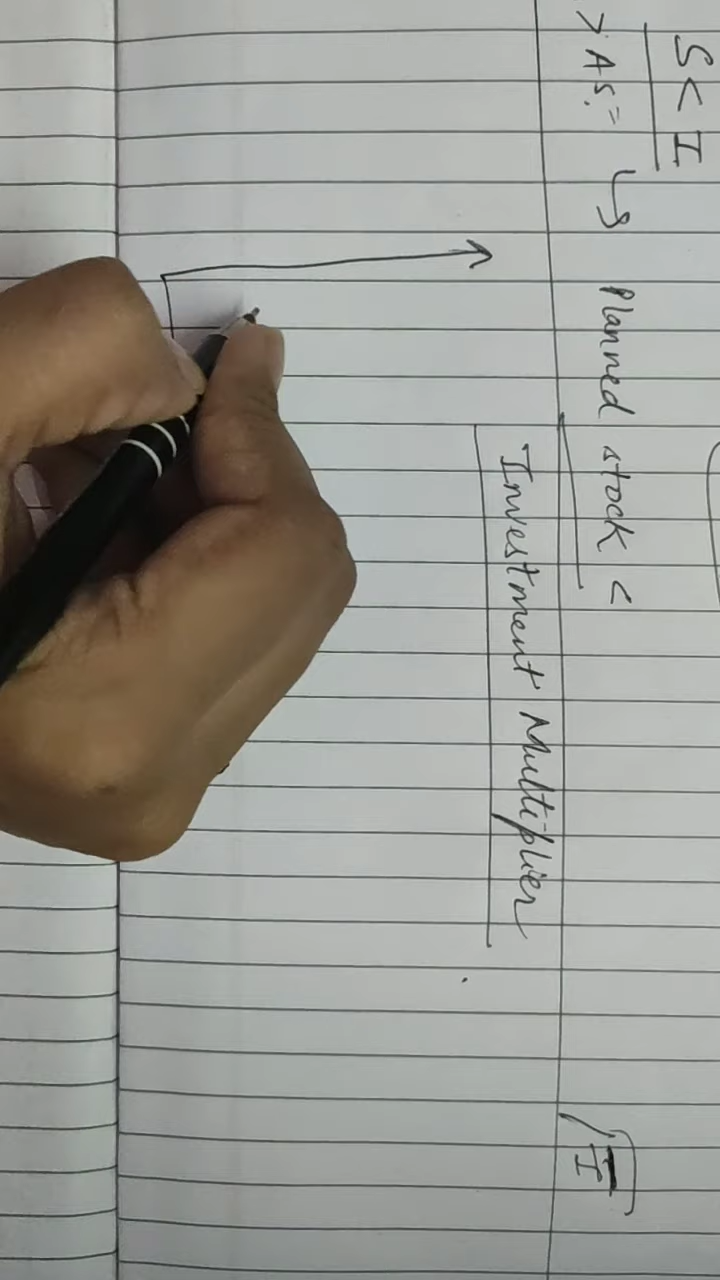 S < I
> AS. = ↳ Planned stock <
I
Investment Multiplier